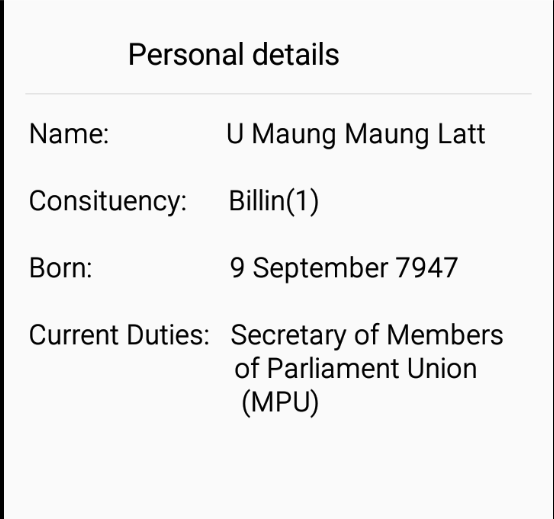 Personal details
Name: U Maung Maung Latt
Consituency: Billin(1)
Born: 9 September 7947
Current Duties: Secretary of Members
of Parliament Union
(MPU)